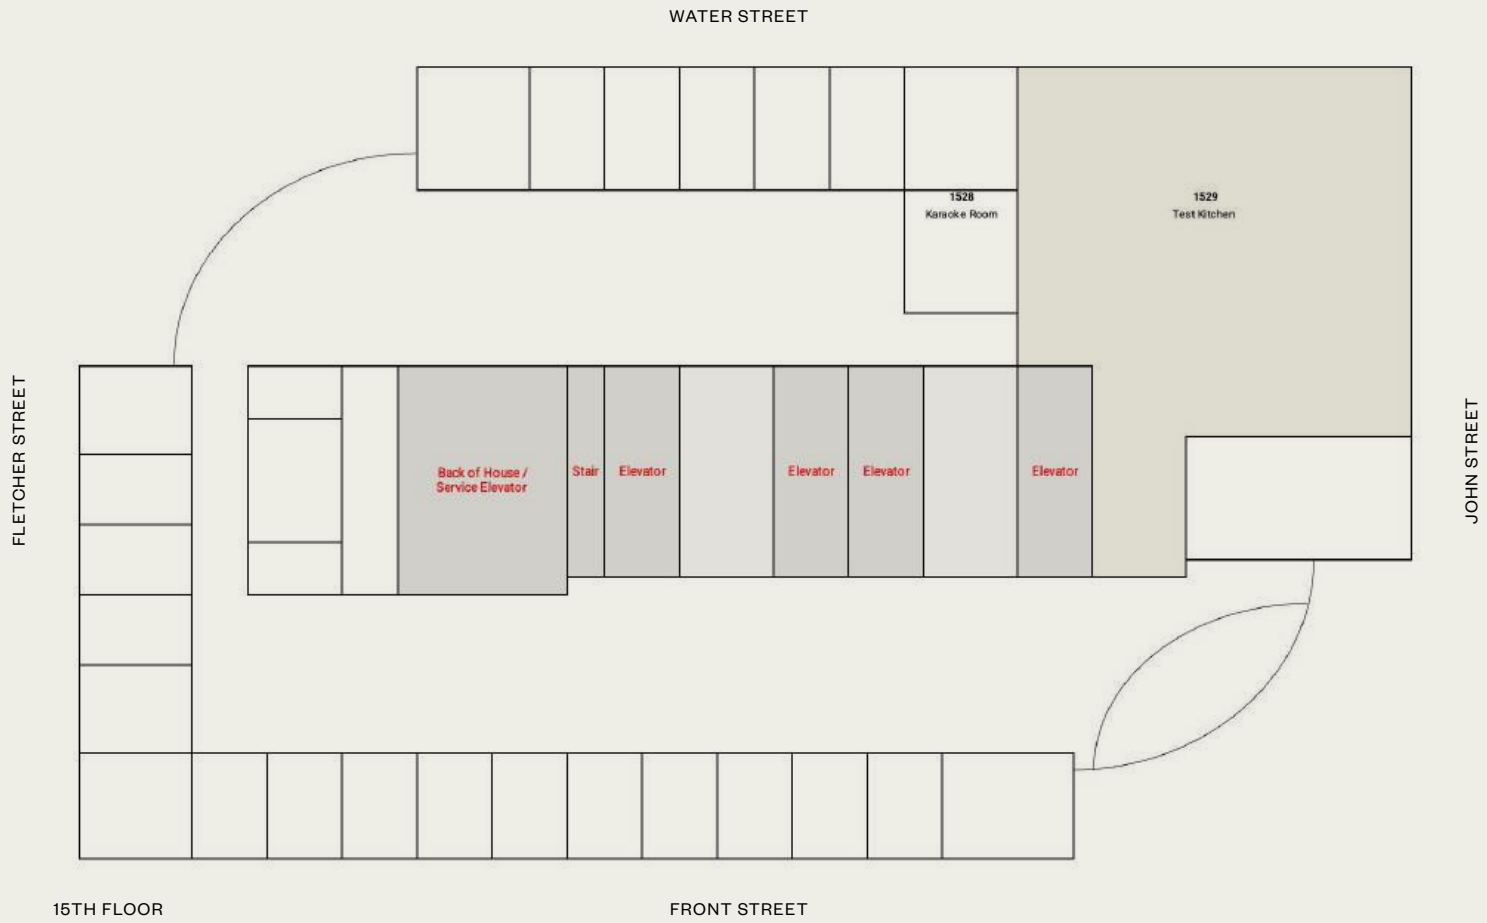 WATER STREET
1528
Karaoke Room
1529
Test Kitchen
FLETCHER STREET
JOHN STREET
Back of House /
Service Elevator
Stair
Elevator
Elevator
Elevator
Elevator
15TH FLOOR
FRONT STREET